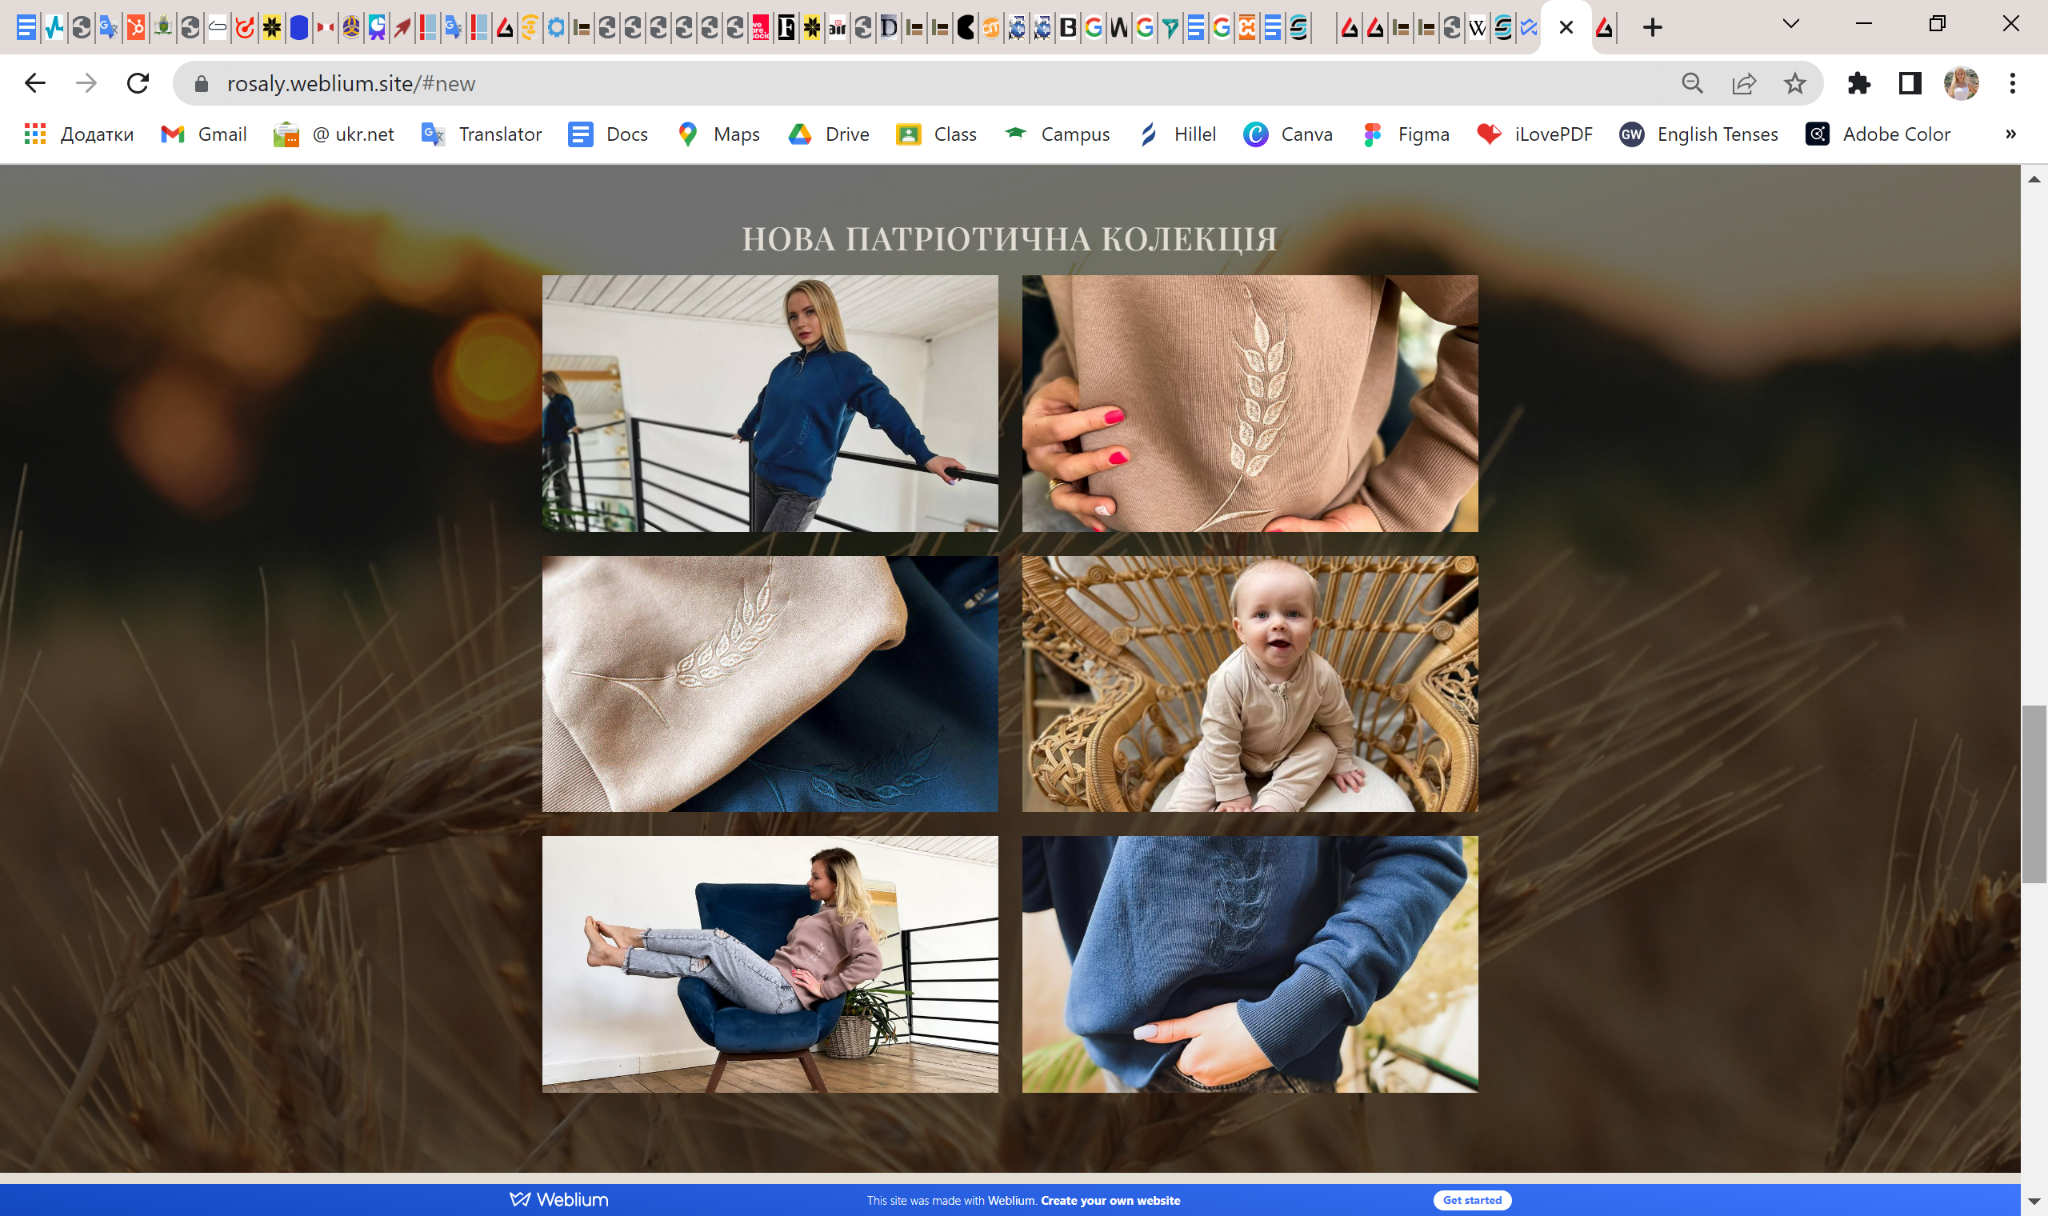 rosaly.weblium.site/#new
Додатки Gmail @ ukr.net Translator Docs Maps Drive Class Campus Hillel Canva Figma iLovePDF GW English Tenses Adobe Color »
НОВА ПАТРІОТИЧНА КОЛЕКЦІЯ
Weblium This site was made with Weblium. Create your own website Get started